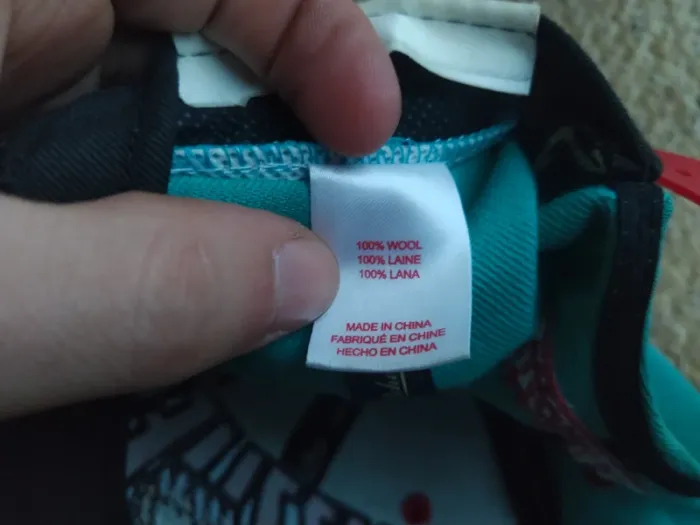 100% WOOL
100% LAINE
100% LANA
MADE IN CHINA
FABRIQUÉ EN CHINE
HECHO EN CHINA